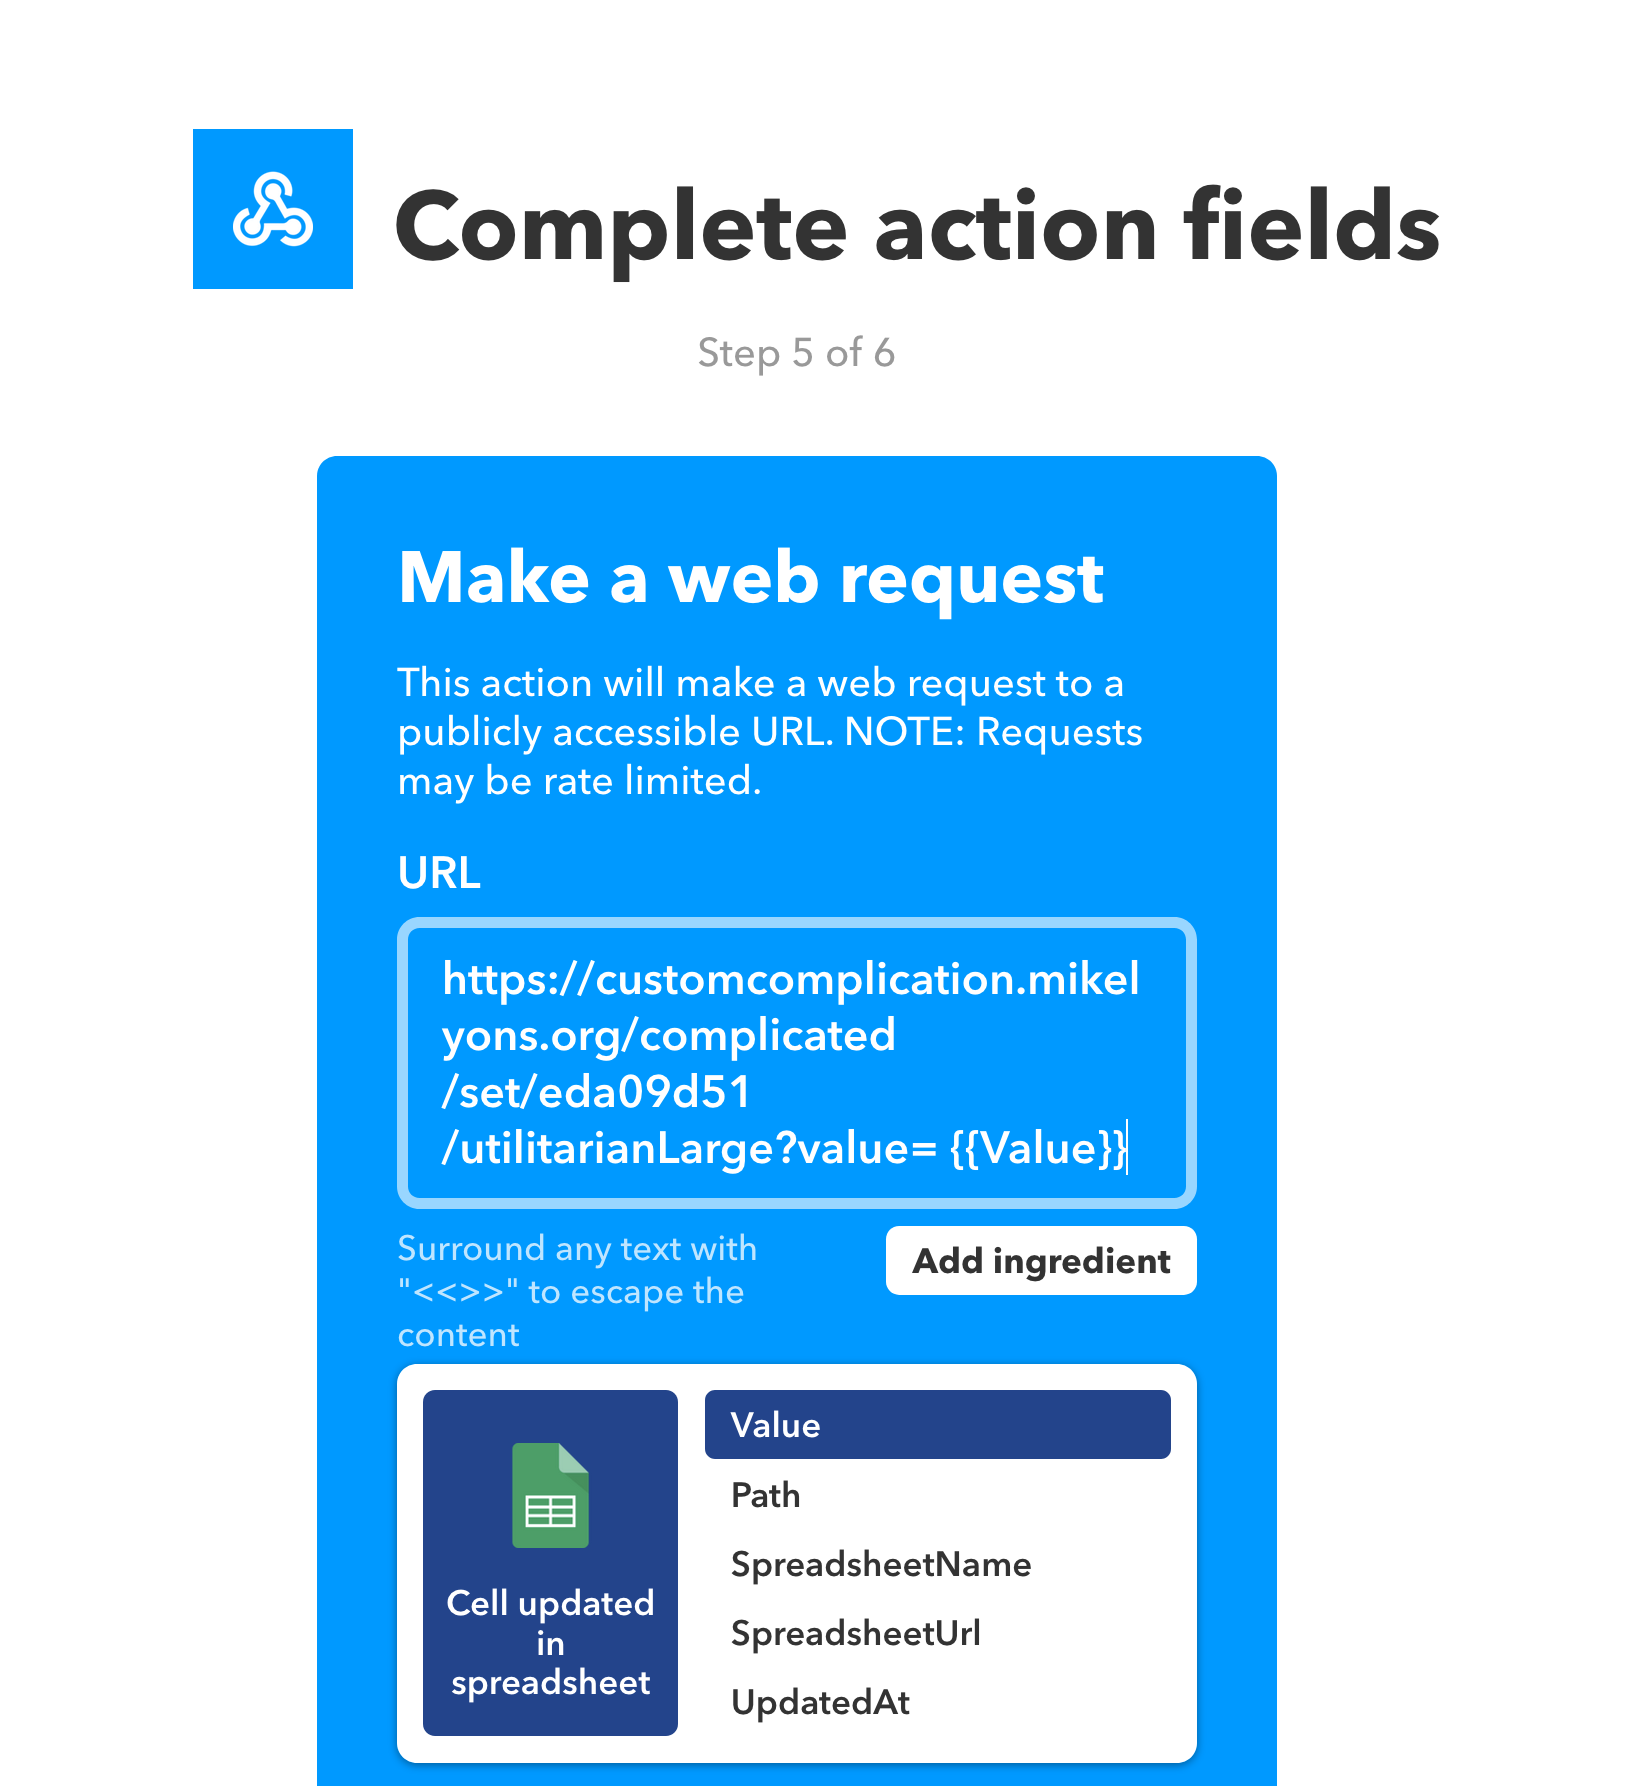 Complete action fields
Step 5 of 6
Make a web request
This action will make a web request to a
publicly accessible URL. NOTE: Requests
may be rate limited.
URL
https://customcomplication.mikel
yons.org/complicated
/set/eda09d51
/utilitarianLarge?value= {{Value}}
Surround any text with
"<<>>" to escape the
content
Add ingredient
Cell updated
in
spreadsheet
Value
Path
SpreadsheetName
SpreadsheetUrl
UpdatedAt